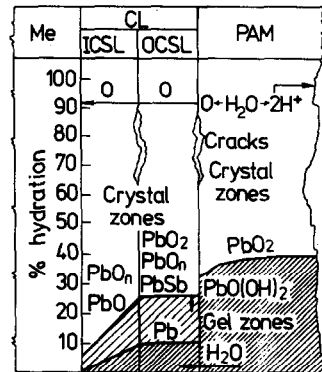 Me
CL
PAM
ICSL
OCSL
% hydration
100
90
80
70
60
50
40
30
20
10
O
O
O+H₂O→2H⁺
Cracks
Crystal
zones
Crystal
zones
PbOₙ
PbO
PbO₂
PbOₙ
PbSb
Pb
PbO₂
PbO(OH)₂
Gel zones
H₂O